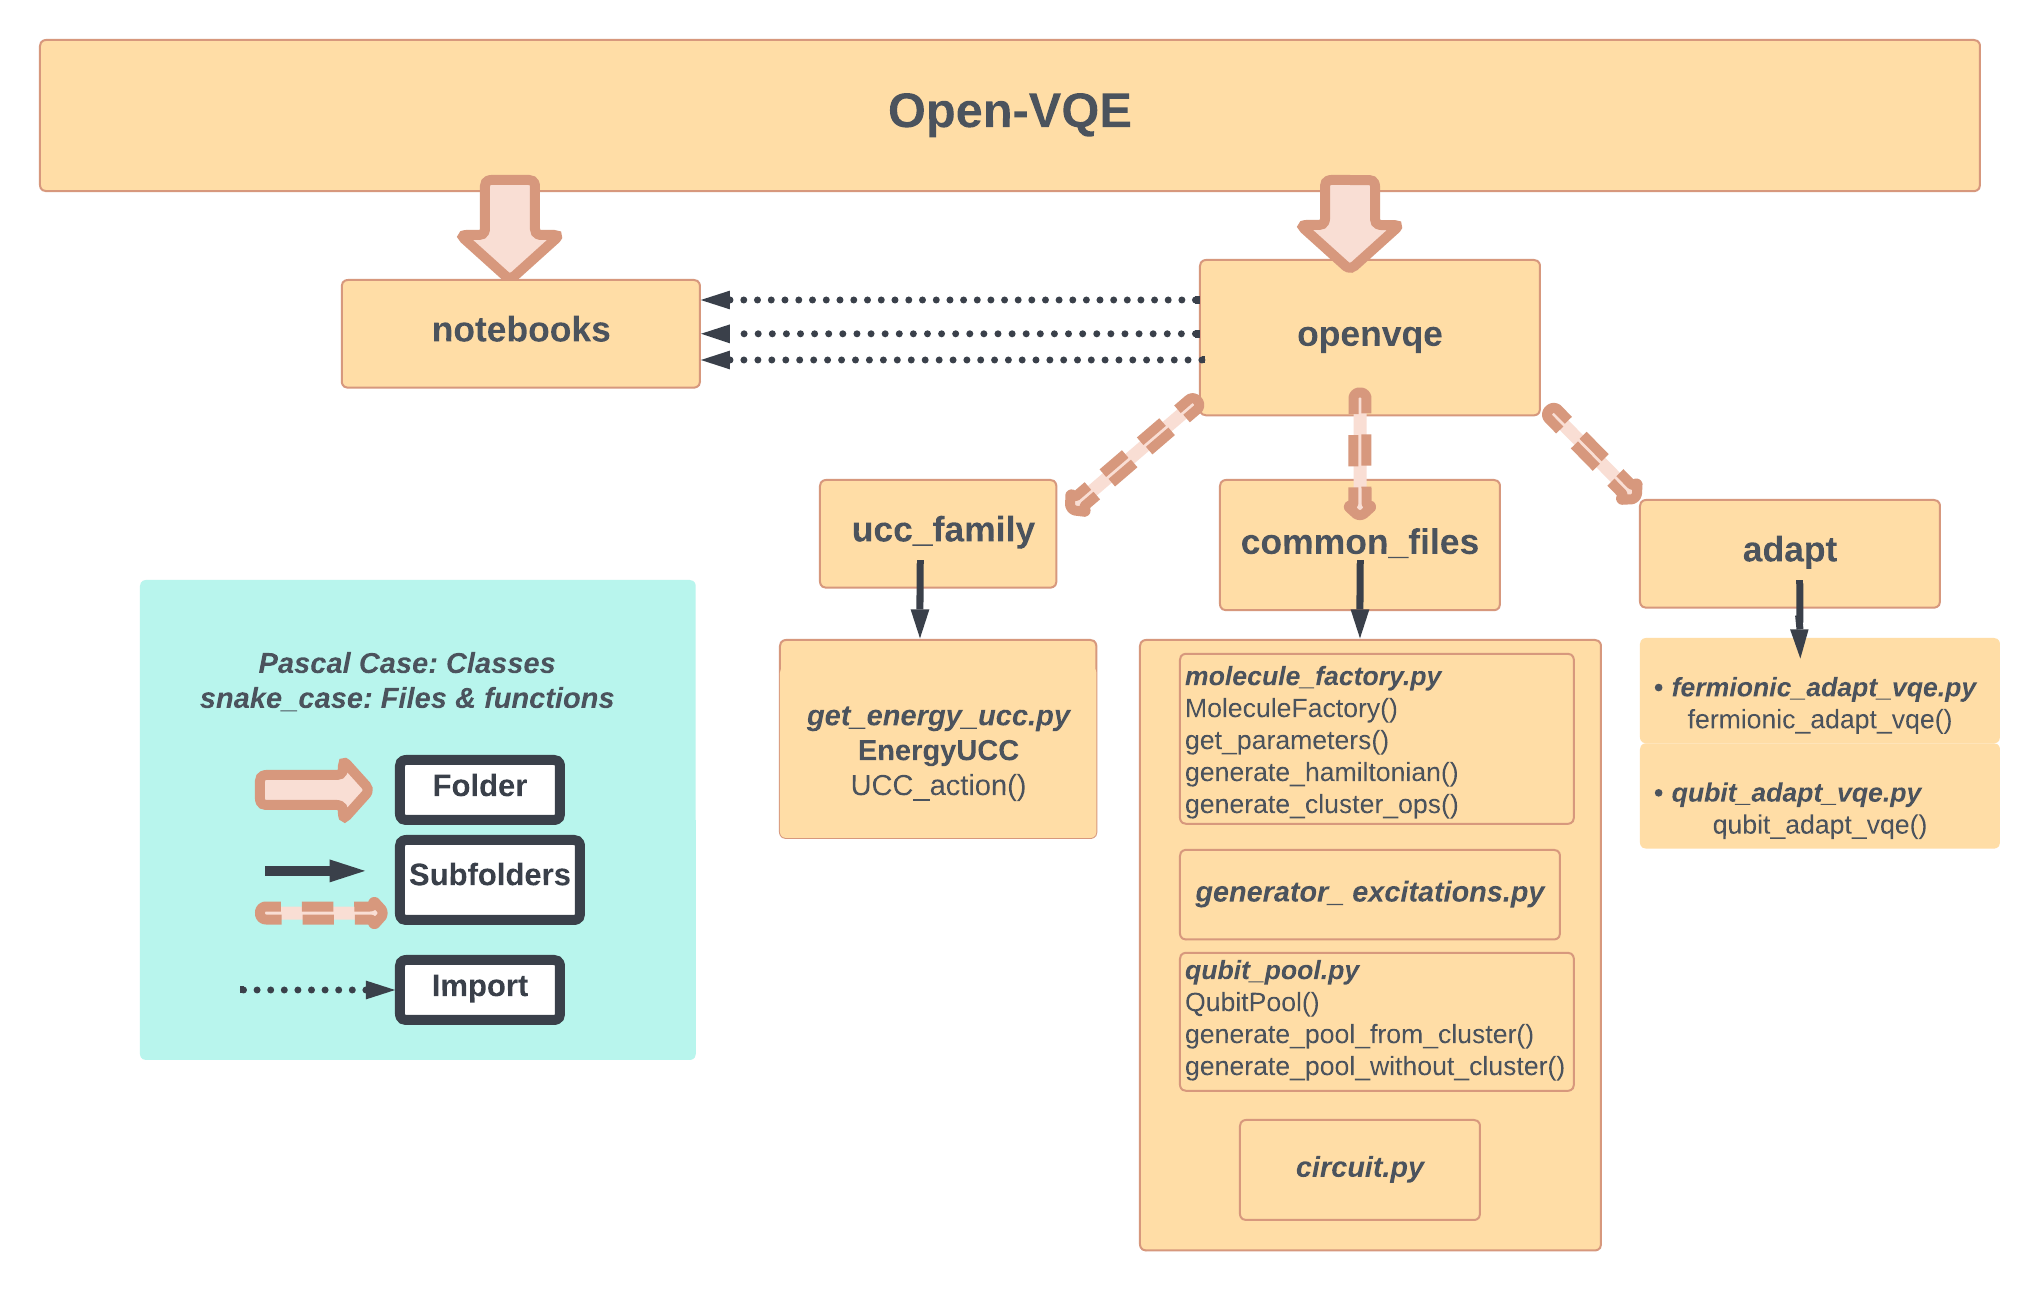 Open-VQE
notebooks
openvqe
ucc_family
common_files
adapt
get_energy_ucc.py
EnergyUCC
UCC_action()
molecule_factory.py
MoleculeFactory()
get_parameters()
generate_hamiltonian()
generate_cluster_ops()
generator_ excitations.py
qubit_pool.py
QubitPool()
generate_pool_from_cluster()
generate_pool_without_cluster()
circuit.py
• fermionic_adapt_vqe.py
fermionic_adapt_vqe()
• qubit_adapt_vqe.py
qubit_adapt_vqe()
Pascal Case: Classes
snake_case: Files & functions
Folder
Subfolders
Import